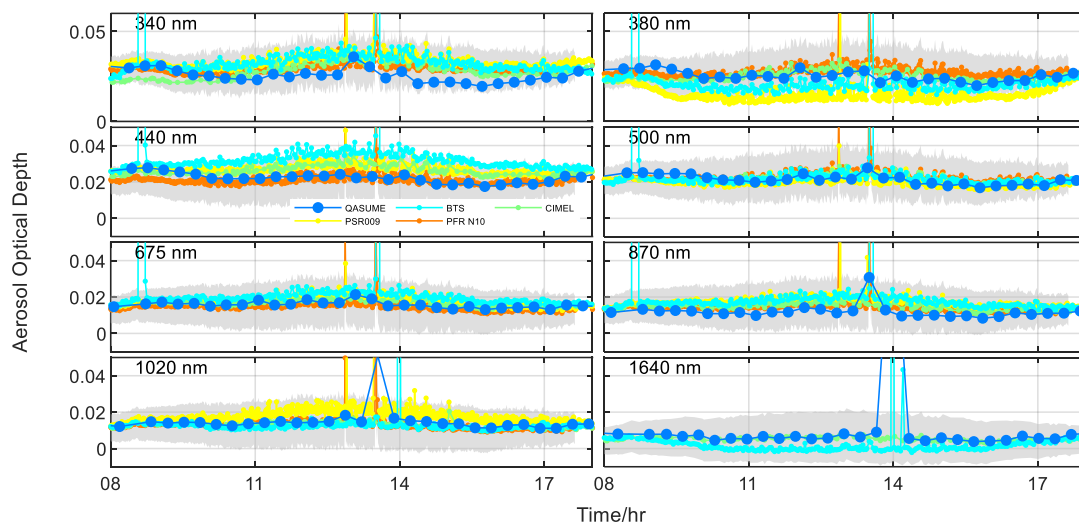 340 nm
380 nm
0.05
0
440 nm
500 nm
0.04
0.02
0
QASUME BTS CIMEL
PSR009 PFR N10
675 nm
870 nm
0.04
0.02
0
1020 nm
1640 nm
0.04
0.02
0
08 11 14 17 08 11 14 17
Aerosol Optical Depth
Time/hr